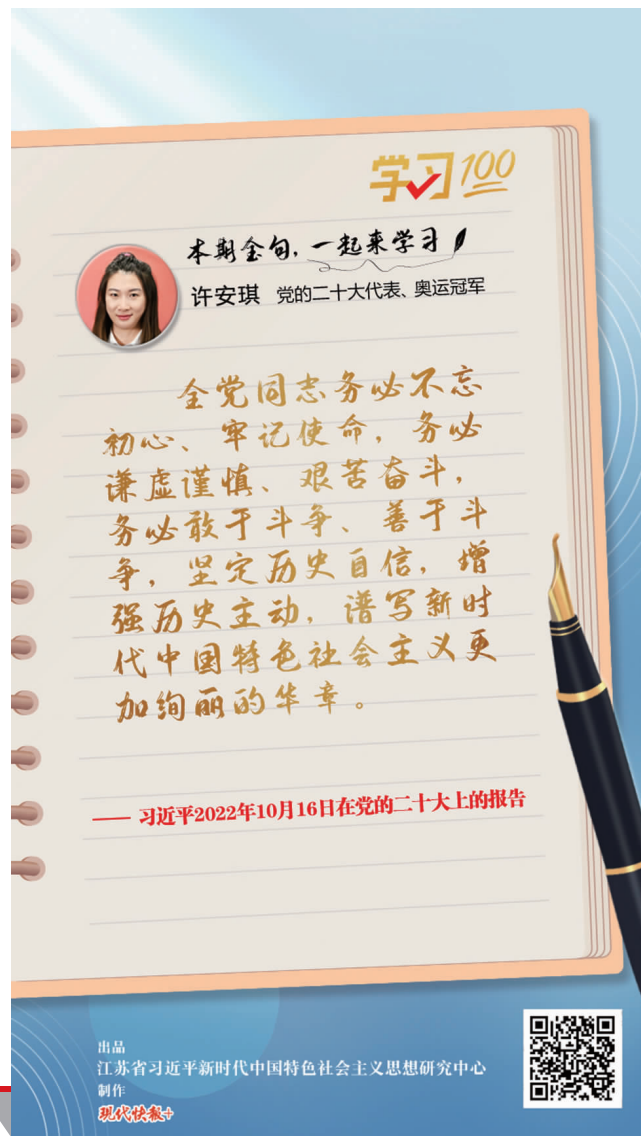 学习100
本期金句，一起来学习
许安琪 党的二十大代表、奥运冠军
全党同志务必不忘
初心、牢记使命，务必
谦虚谨慎、艰苦奋斗，
务必敢于斗争、善于斗
争，坚定历史自信，增
强历史主动，谱写新时
代中国特色社会主义更
加绚丽的华章。
—— 习近平2022年10月16日在党的二十大上的报告
出品
江苏省习近平新时代中国特色社会主义思想研究中心
制作
现代快报+